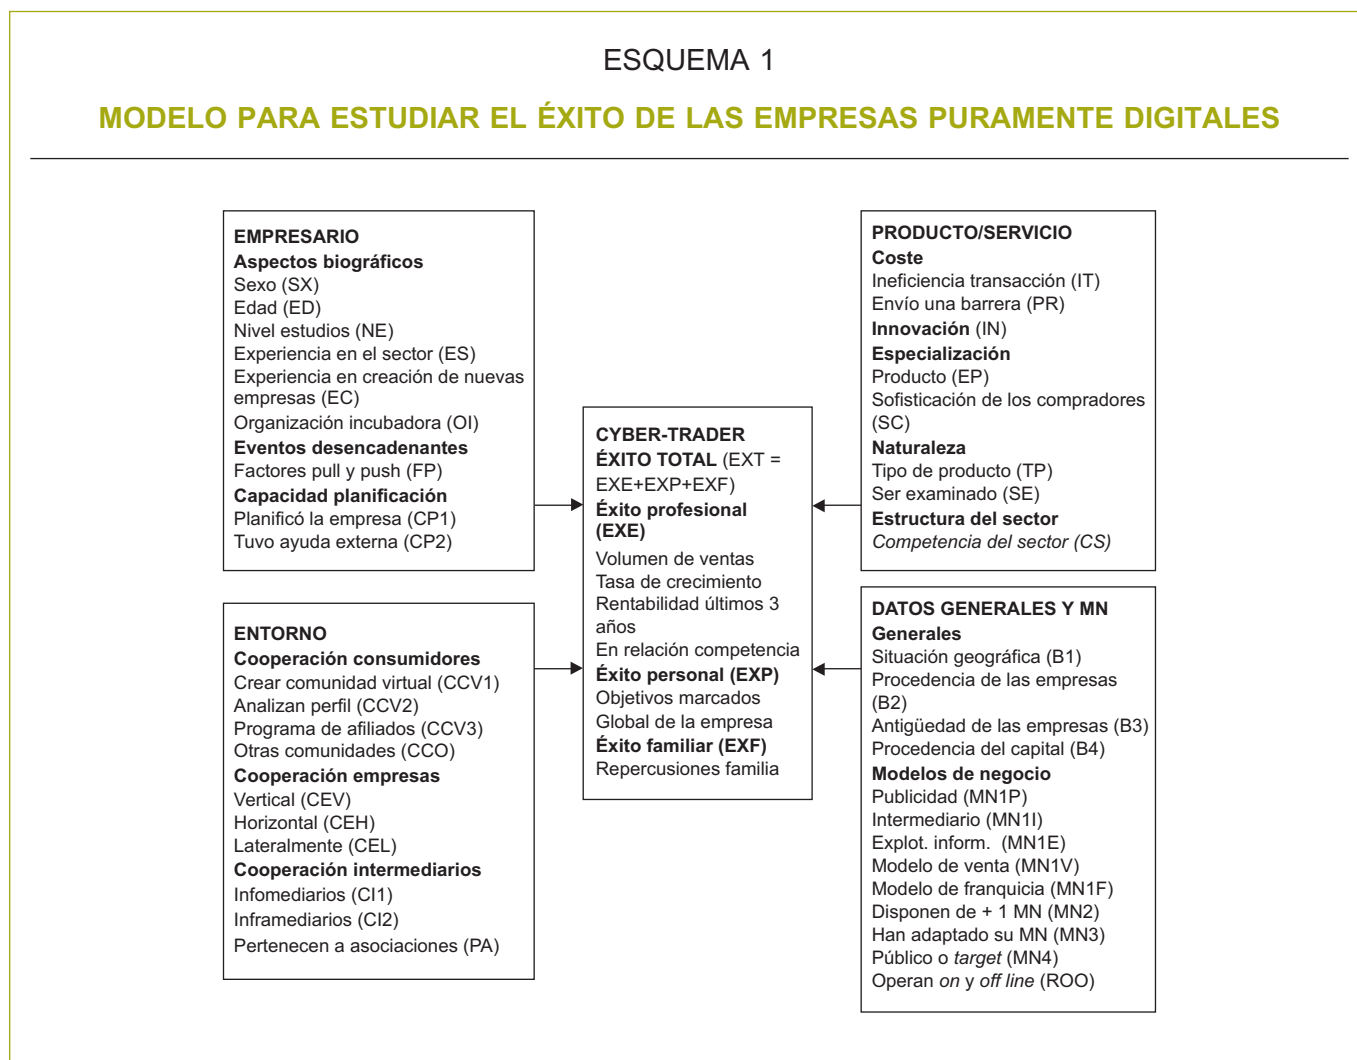 ESQUEMA 1
MODELO PARA ESTUDIAR EL ÉXITO DE LAS EMPRESAS PURAMENTE DIGITALES
EMPRESARIO
Aspectos biográficos
Sexo (SX)
Edad (ED)
Nivel estudios (NE)
Experiencia en el sector (ES)
Experiencia en creación de nuevas
empresas (EC)
Organización incubadora (OI)
Eventos desencadenantes
Factores pull y push (FP)
Capacidad planificación
Planificó la empresa (CP1)
Tuvo ayuda externa (CP2)
ENTORNO
Cooperación consumidores
Crear comunidad virtual (CCV1)
Analizan perfil (CCV2)
Programa de afiliados (CCV3)
Otras comunidades (CCO)
Cooperación empresas
Vertical (CEV)
Horizontal (CEH)
Lateralmente (CEL)
Cooperación intermediarios
Infomediarios (CI1)
Inframediarios (CI2)
Pertenecen a asociaciones (PA)
CYBER-TRADER
ÉXITO TOTAL (EXT =
EXE+EXP+EXF)
Éxito profesional
(EXE)
Volumen de ventas
Tasa de crecimiento
Rentabilidad últimos 3
años
En relación competencia
Éxito personal (EXP)
Objetivos marcados
Global de la empresa
Éxito familiar (EXF)
Repercusiones familia
PRODUCTO/SERVICIO
Coste
Ineficiencia transacción (IT)
Envío una barrera (PR)
Innovación (IN)
Especialización
Producto (EP)
Sofisticación de los compradores
(SC)
Naturaleza
Tipo de producto (TP)
Ser examinado (SE)
Estructura del sector
Competencia del sector (CS)
DATOS GENERALES Y MN
Generales
Situación geográfica (B1)
Procedencia de las empresas
(B2)
Antigüedad de las empresas (B3)
Procedencia del capital (B4)
Modelos de negocio
Publicidad (MN1P)
Intermediario (MN1I)
Explot. inform. (MN1E)
Modelo de venta (MN1V)
Modelo de franquicia (MN1F)
Disponen de + 1 MN (MN2)
Han adaptado su MN (MN3)
Público o target (MN4)
Operan on y off line (ROO)